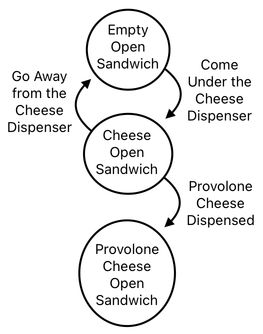 Empty
Open
Sandwich
Go Away
from the
Cheese
Dispenser
Come
Under the
Cheese
Dispenser
Cheese
Open
Sandwich
Provolone
Cheese
Dispensed
Provolone
Cheese
Open
Sandwich